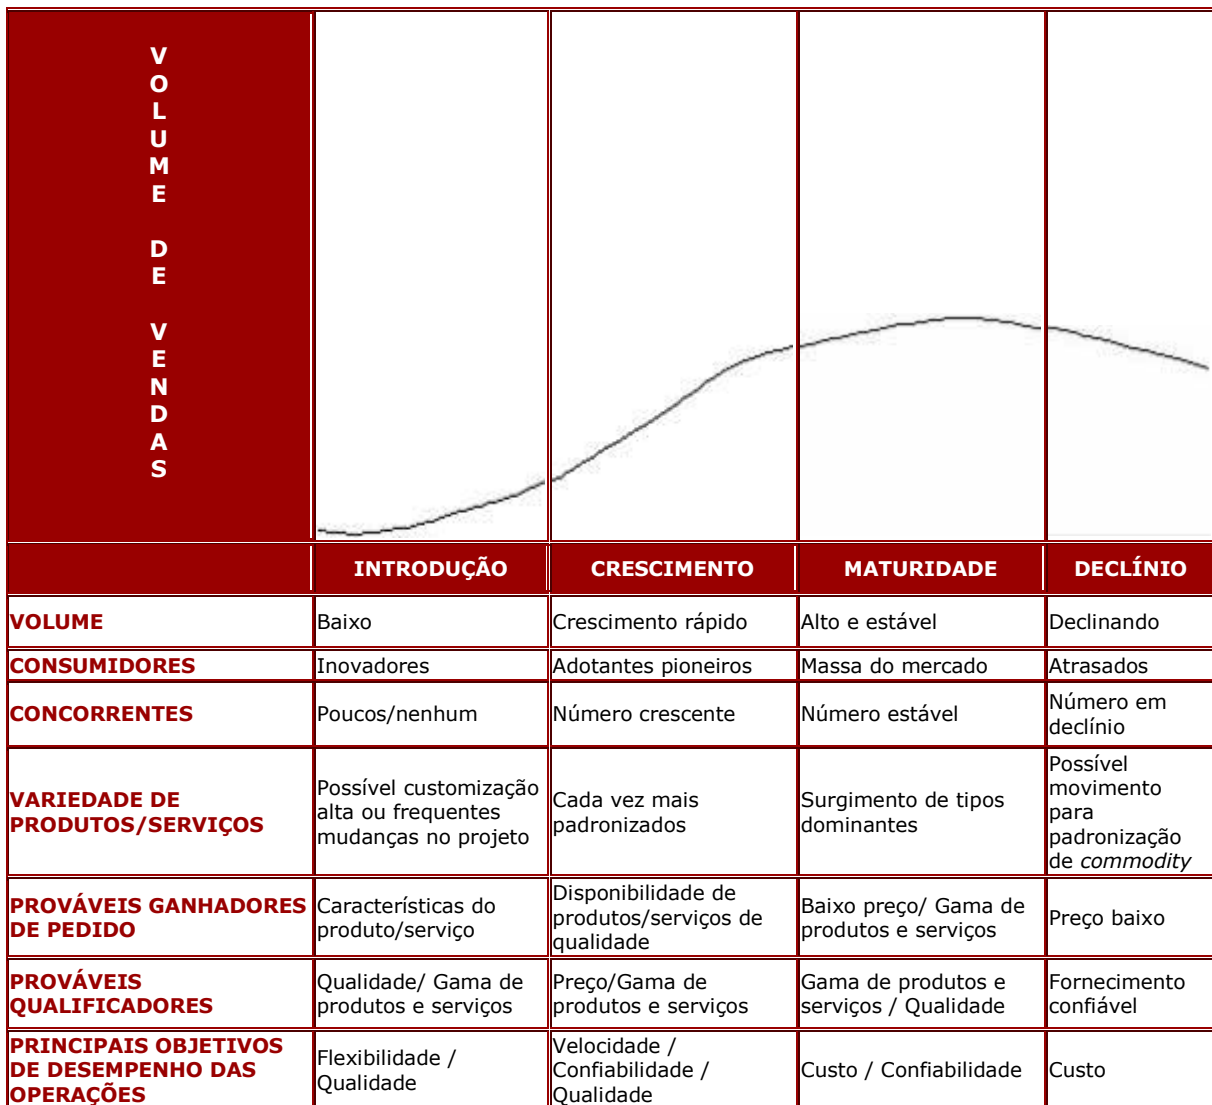 VOLUME DE VENDAS
INTRODUÇÃO CRESCIMENTO MATURIDADE DECLÍNIO
VOLUME
Baixo
Crescimento rápido
Alto e estável
Declinando
CONSUMIDORES
Inovadores
Adotantes pioneiros
Massa do mercado
Atrasados
CONCORRENTES
Poucos/nenhum
Número crescente
Número estável
Número em
declínio
VARIEDADE DE
PRODUTOS/SERVIÇOS
Possível customização
alta ou frequentes
mudanças no projeto
Cada vez mais
padronizados
Surgimento de tipos
dominantes
Possível
movimento
para
padronização
de commodity
PROVÁVEIS GANHADORES
DE PEDIDO
Características do
produto/serviço
Disponibilidade de
produtos/serviços de
qualidade
Baixo preço/ Gama de
produtos e serviços
Preço baixo
PROVÁVEIS
QUALIFICADORES
Qualidade/ Gama de
produtos e serviços
Preço/Gama de
produtos e serviços
Gama de produtos e
serviços / Qualidade
Fornecimento
confiável
PRINCIPAIS OBJETIVOS
DE DESEMPENHO DAS
OPERAÇÕES
Flexibilidade /
Qualidade
Velocidade /
Confiabilidade /
Qualidade
Custo / Confiabilidade
Custo